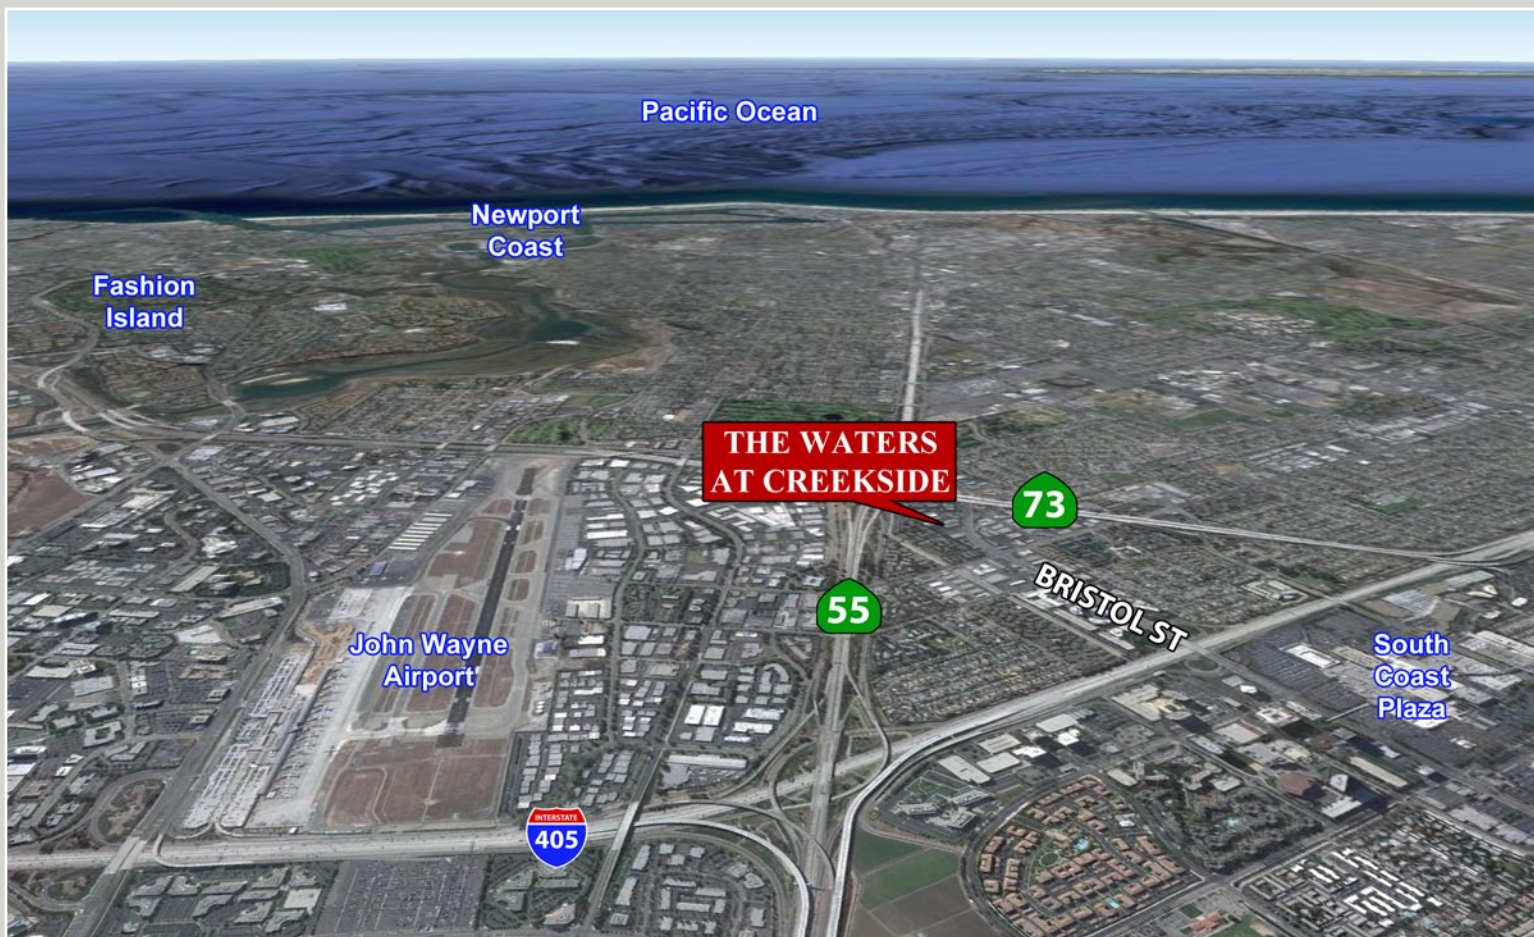 Pacific Ocean
Newport
Coast
Fashion
Island
THE WATERS
AT CREEKSIDE
73
55
BRISTOL ST
John Wayne
Airport
South
Coast
Plaza
INTERSTATE
405